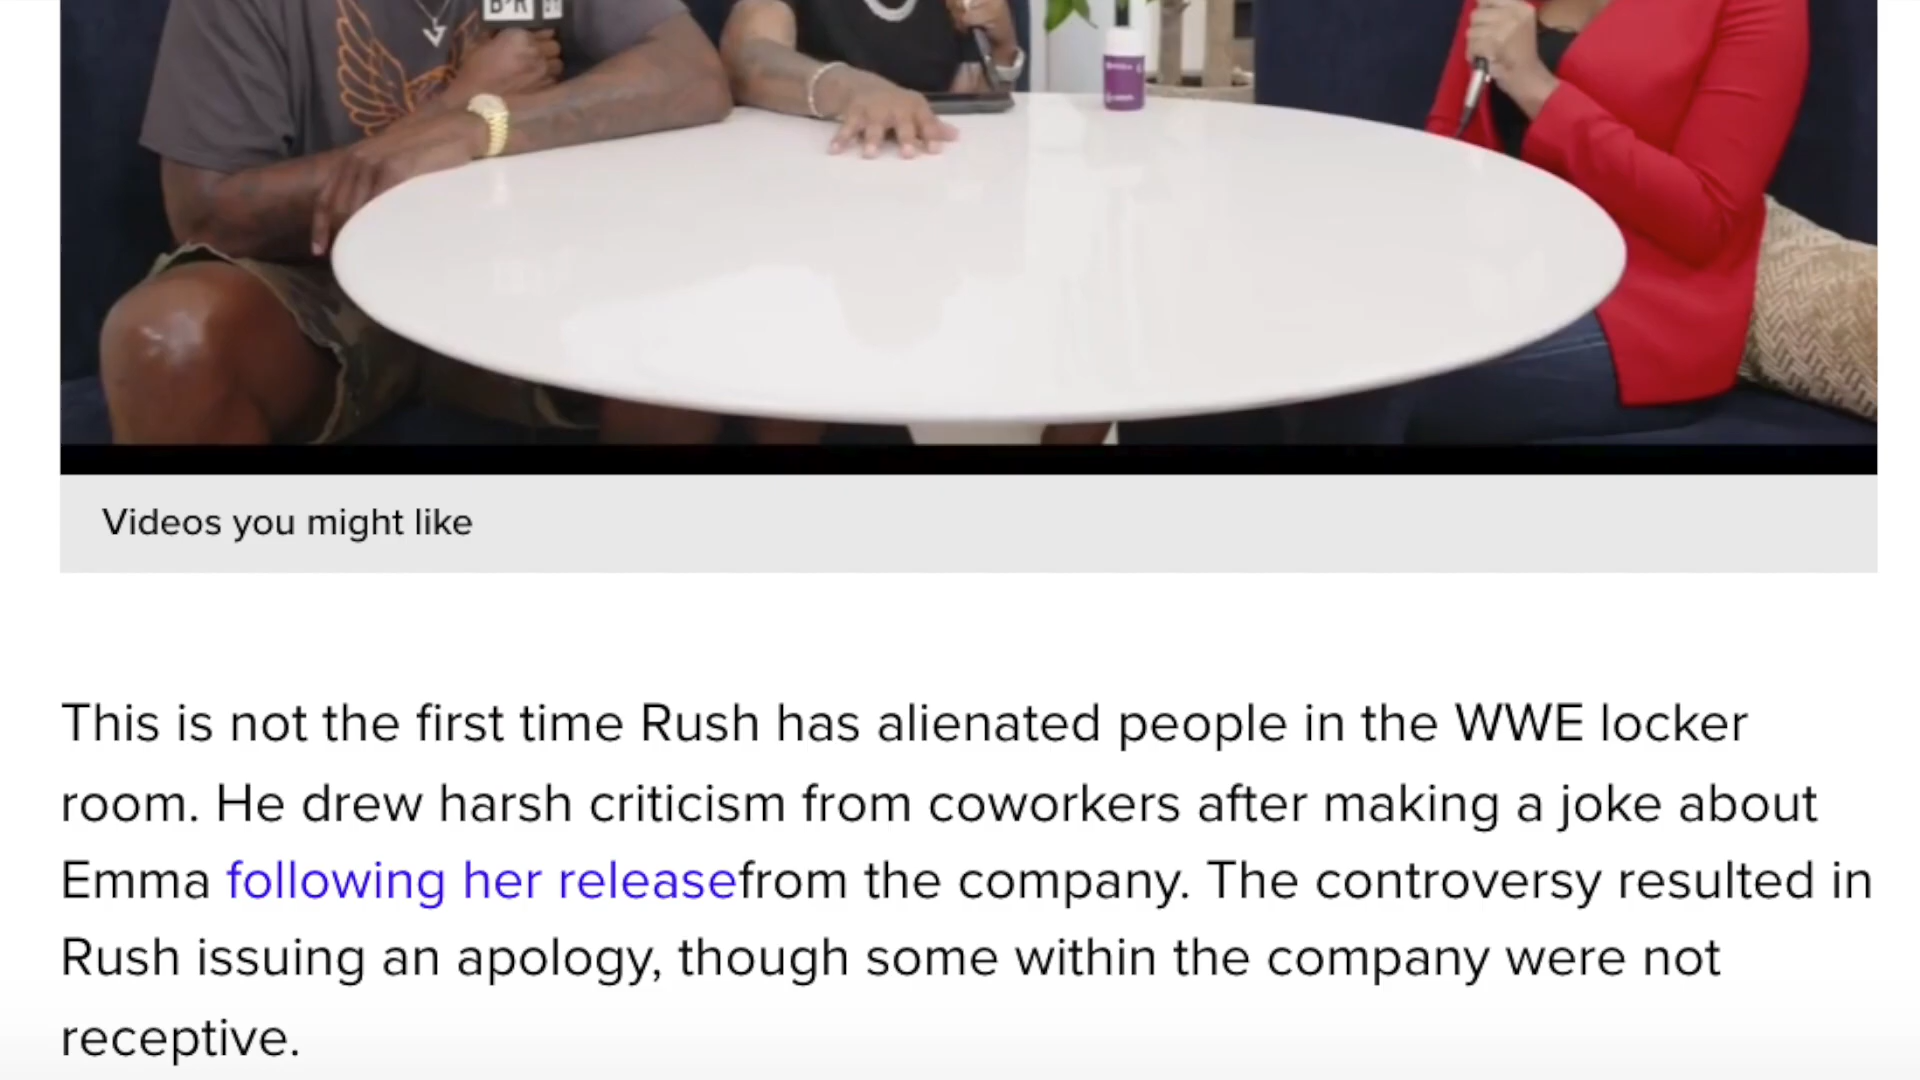 B R
Videos you might like
This is not the first time Rush has alienated people in the WWE locker
room. He drew harsh criticism from coworkers after making a joke about
Emma following her releasefrom the company. The controversy resulted in
Rush issuing an apology, though some within the company were not
receptive.